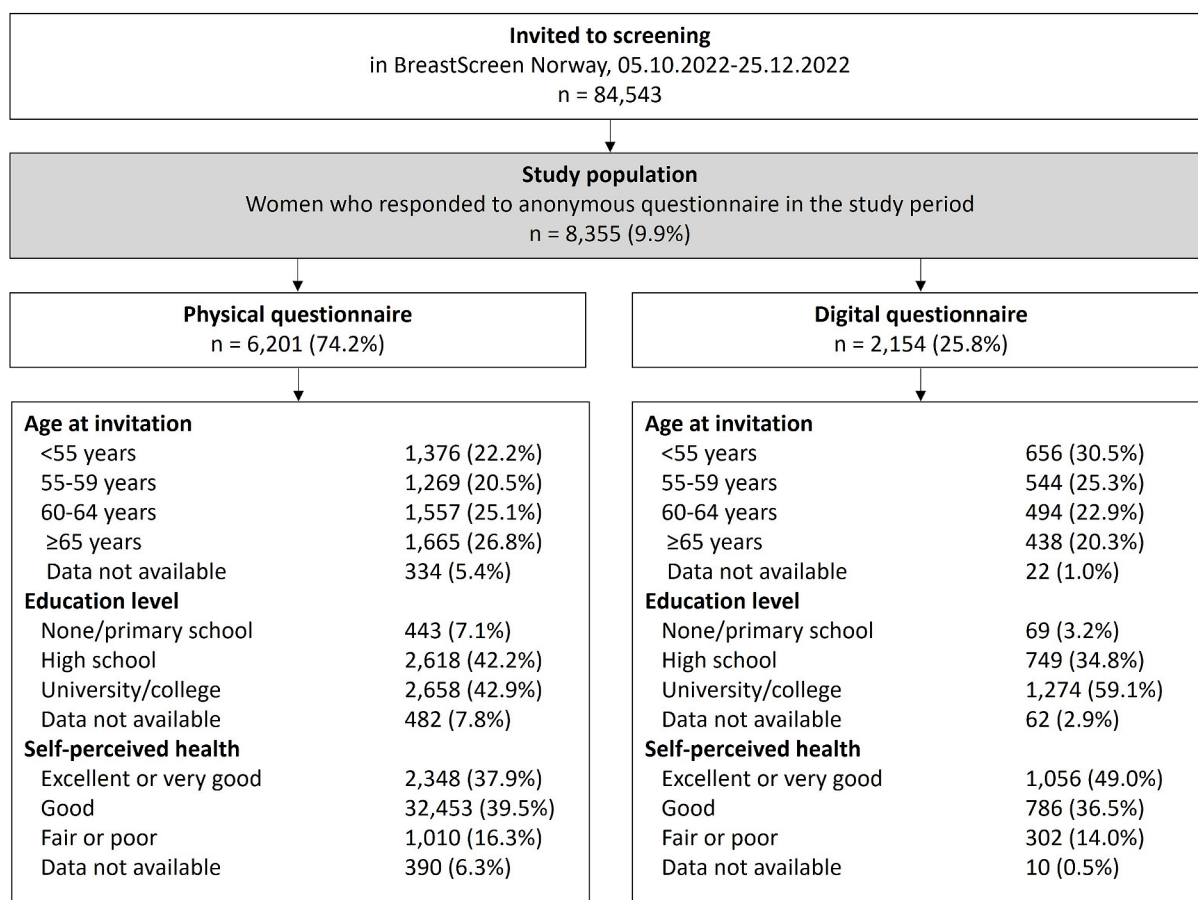 Invited to screening
in BreastScreen Norway, 05.10.2022-25.12.2022
n = 84,543
Study population
Women who responded to anonymous questionnaire in the study period
n = 8,355 (9.9%)
Physical questionnaire
n = 6,201 (74.2%)
Age at invitation
<55 years 1,376 (22.2%)
55-59 years 1,269 (20.5%)
60-64 years 1,557 (25.1%)
≥65 years 1,665 (26.8%)
Data not available 334 (5.4%)
Education level
None/primary school 443 (7.1%)
High school 2,618 (42.2%)
University/college 2,658 (42.9%)
Data not available 482 (7.8%)
Self-perceived health
Excellent or very good 2,348 (37.9%)
Good 32,453 (39.5%)
Fair or poor 1,010 (16.3%)
Data not available 390 (6.3%)
Digital questionnaire
n = 2,154 (25.8%)
Age at invitation
<55 years 656 (30.5%)
55-59 years 544 (25.3%)
60-64 years 494 (22.9%)
≥65 years 438 (20.3%)
Data not available 22 (1.0%)
Education level
None/primary school 69 (3.2%)
High school 749 (34.8%)
University/college 1,274 (59.1%)
Data not available 62 (2.9%)
Self-perceived health
Excellent or very good 1,056 (49.0%)
Good 786 (36.5%)
Fair or poor 302 (14.0%)
Data not available 10 (0.5%)